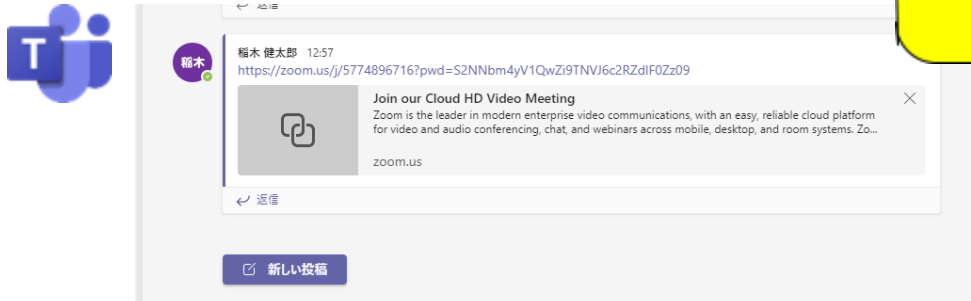 T
返信
稲木
稲木 健太郎 12:57
https://zoom.us/j/5774896716?pwd=S2NNbm4yV1QwZi9TNVJ6c2RZdlF0Zz09
Join our Cloud HD Video Meeting
Zoom is the leader in modern enterprise video communications, with an easy, reliable cloud platform
for video and audio conferencing, chat, and webinars across mobile, desktop, and room systems. Zo...
zoom.us
返信
新しい投稿